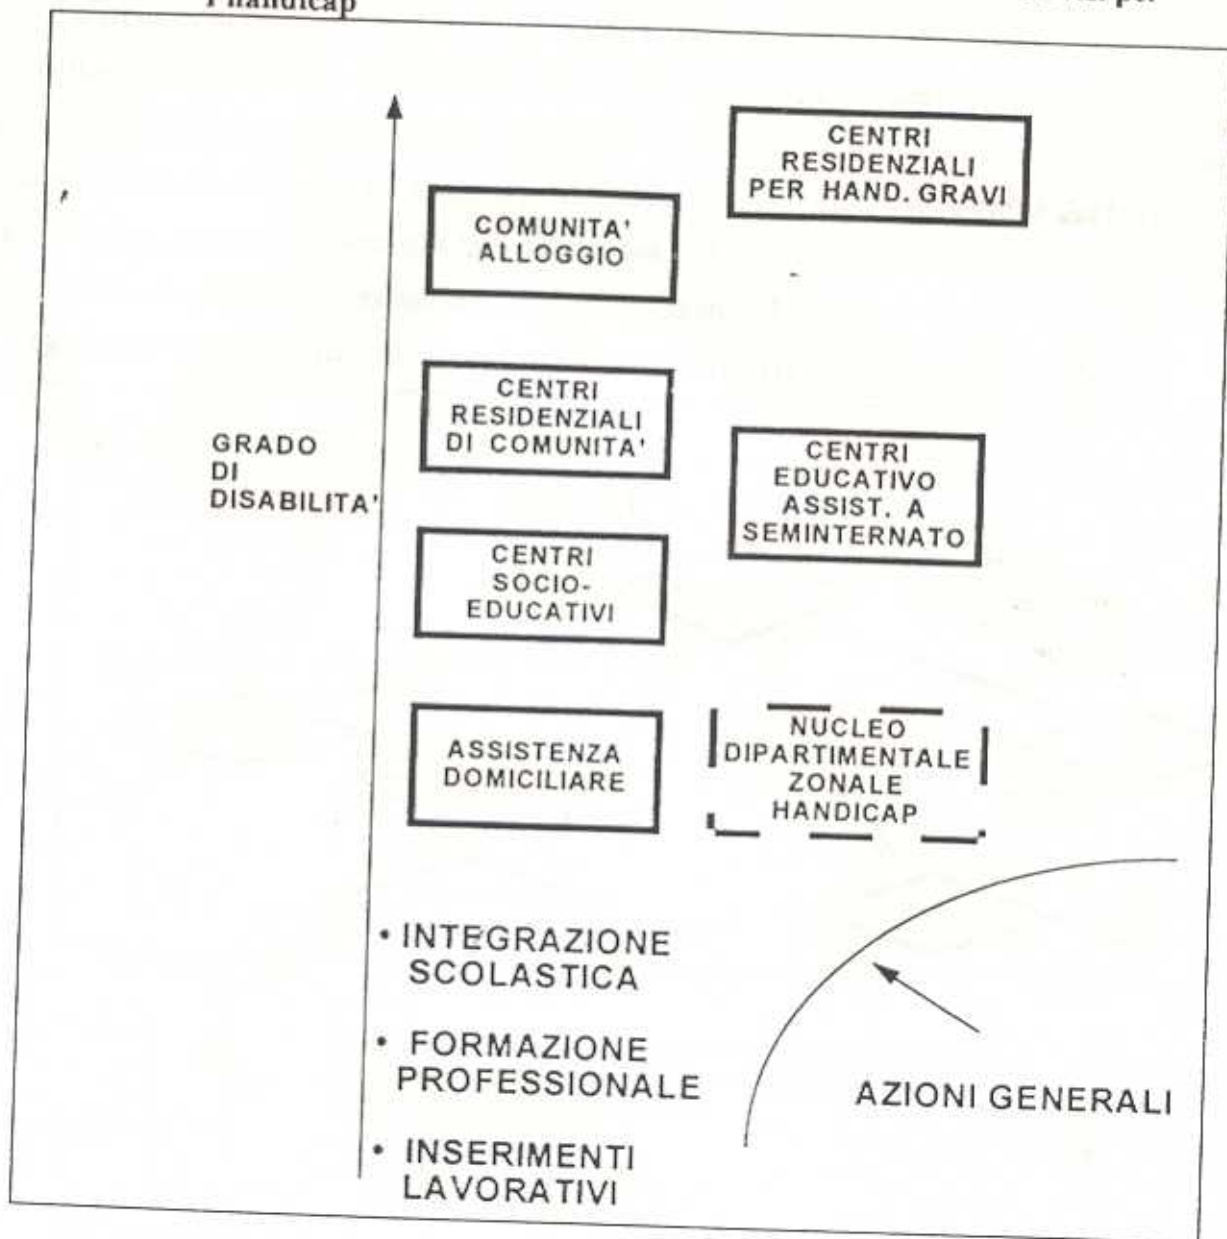 l'handicap
CENTRI
RESIDENZIALI
PER HAND. GRAVI
COMUNITA'
ALLOGGIO
CENTRI
RESIDENZIALI
DI COMUNITA'
GRADO
DI
DISABILITA'
CENTRI
EDUCATIVO
ASSIST. A
SEMINTERNATO
CENTRI
SOCIO-
EDUCATIVI
ASSISTENZA
DOMICILIARE
NUCLEO
DIPARTIMENTALE
ZONALE
HANDICAP
• INTEGRAZIONE
SCOLASTICA
• FORMAZIONE
PROFESSIONALE
• INSERIMENTI
LAVORATIVI
AZIONI GENERALI